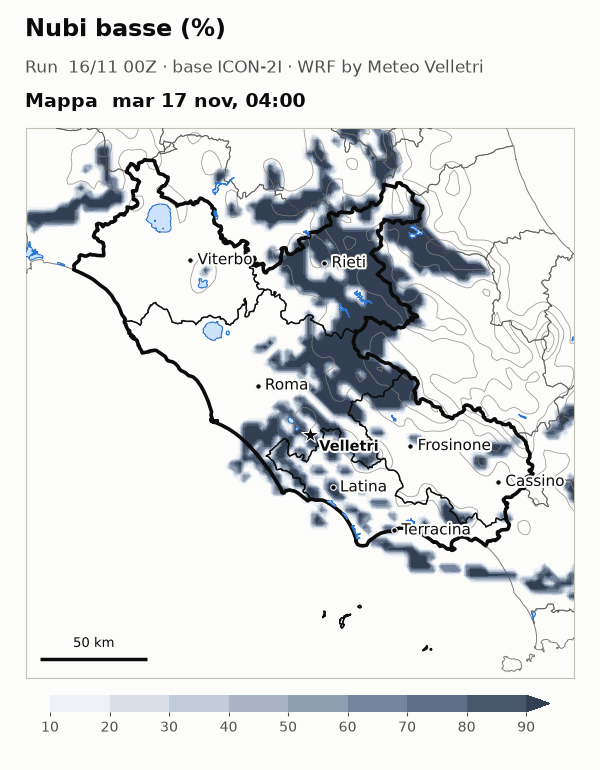 Nubi basse (%)
Run  16/11 00Z · base ICON-2I · WRF by Meteo Velletri
Mappa  mar 17 nov, 04:00
Viterbo
Rieti
Roma
Velletri
Frosinone
Latina
Cassino
Terracina
50 km
10 20 30 40 50 60 70 80 90